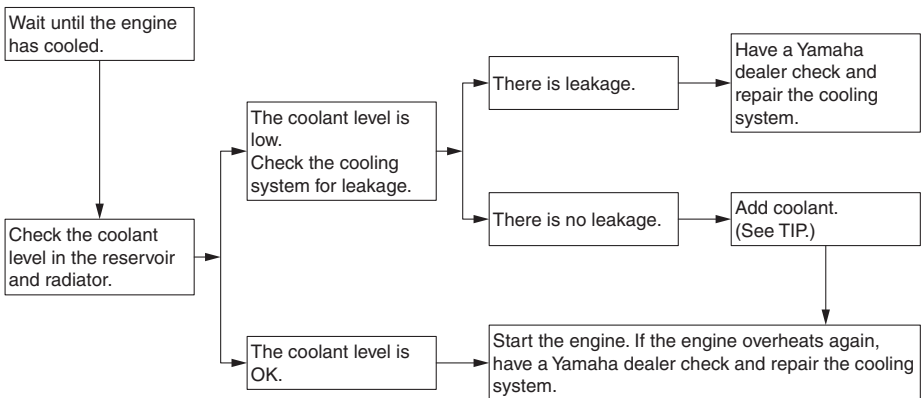 Wait until the engine
has cooled.
Check the coolant
level in the reservoir
and radiator.
The coolant level is
low.
Check the cooling
system for leakage.
There is leakage.
Have a Yamaha
dealer check and
repair the cooling
system.
There is no leakage.
Add coolant.
(See TIP.)
The coolant level is
OK.
Start the engine. If the engine overheats again,
have a Yamaha dealer check and repair the cooling
system.